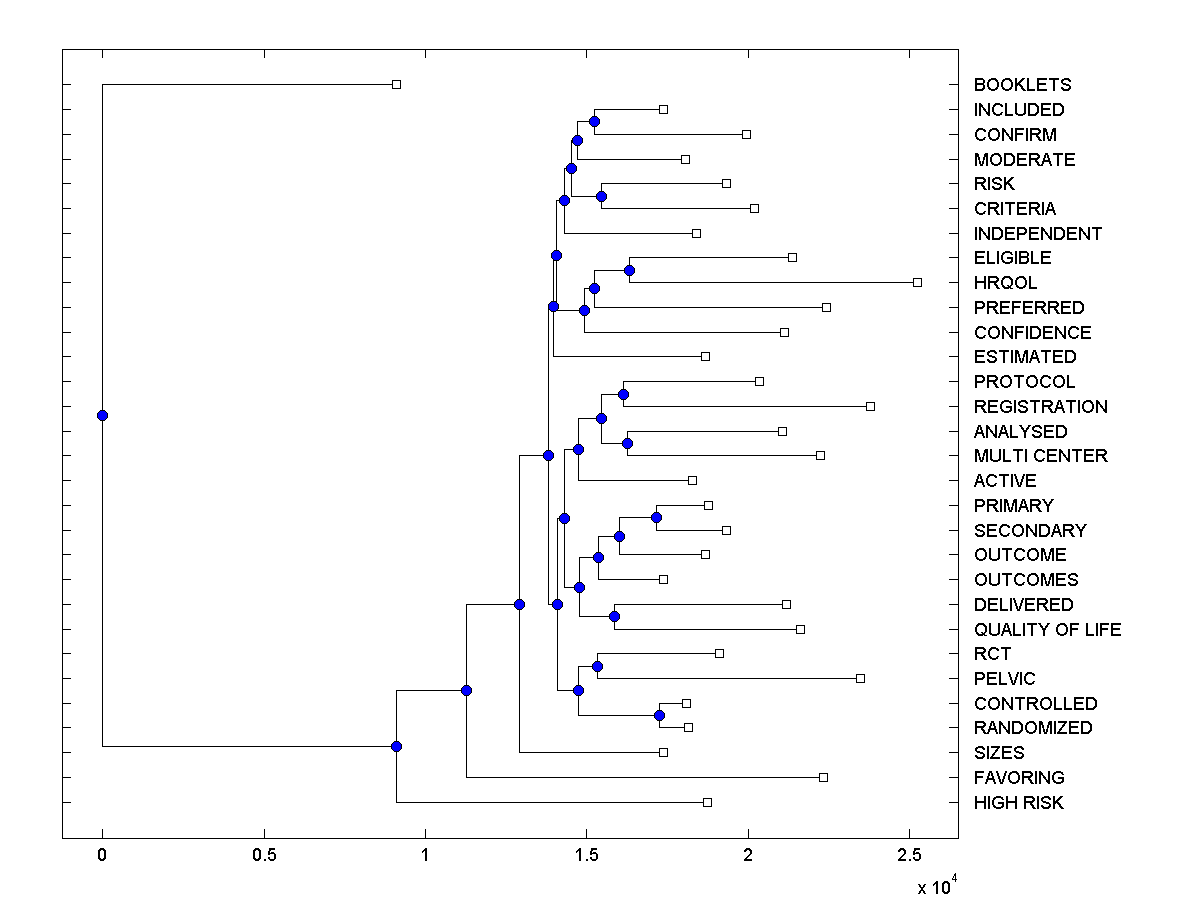 BOOKLETS
INCLUDED
CONFIRM
MODERATE
RISK
CRITERIA
INDEPENDENT
ELIGIBLE
HRQOL
PREFERRED
CONFIDENCE
ESTIMATED
PROTOCOL
REGISTRATION
ANALYSED
MULTI CENTER
ACTIVE
PRIMARY
SECONDARY
OUTCOME
OUTCOMES
DELIVERED
QUALITY OF LIFE
RCT
PELVIC
CONTROLLED
RANDOMIZED
SIZES
FAVORING
HIGH RISK
0 0.5 1 1.5 2 2.5
x 10^4